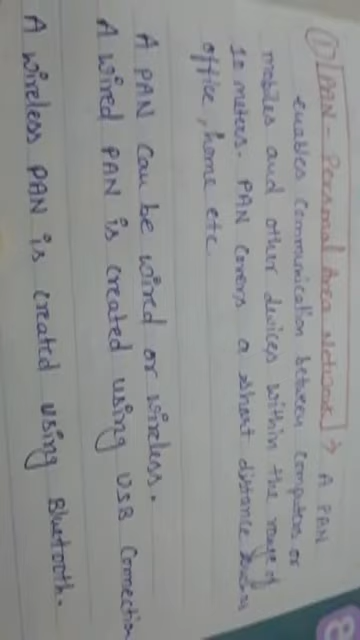 ① PAN - Personal Area Network → A PAN
enables communication between computers or
mobiles and other devices within the range of
10 meters. PAN covers a short distance such as
office, home etc
A PAN can be wired or wireless.
A wired PAN is created using USB Connection
A wireless PAN is created using Bluetooth.